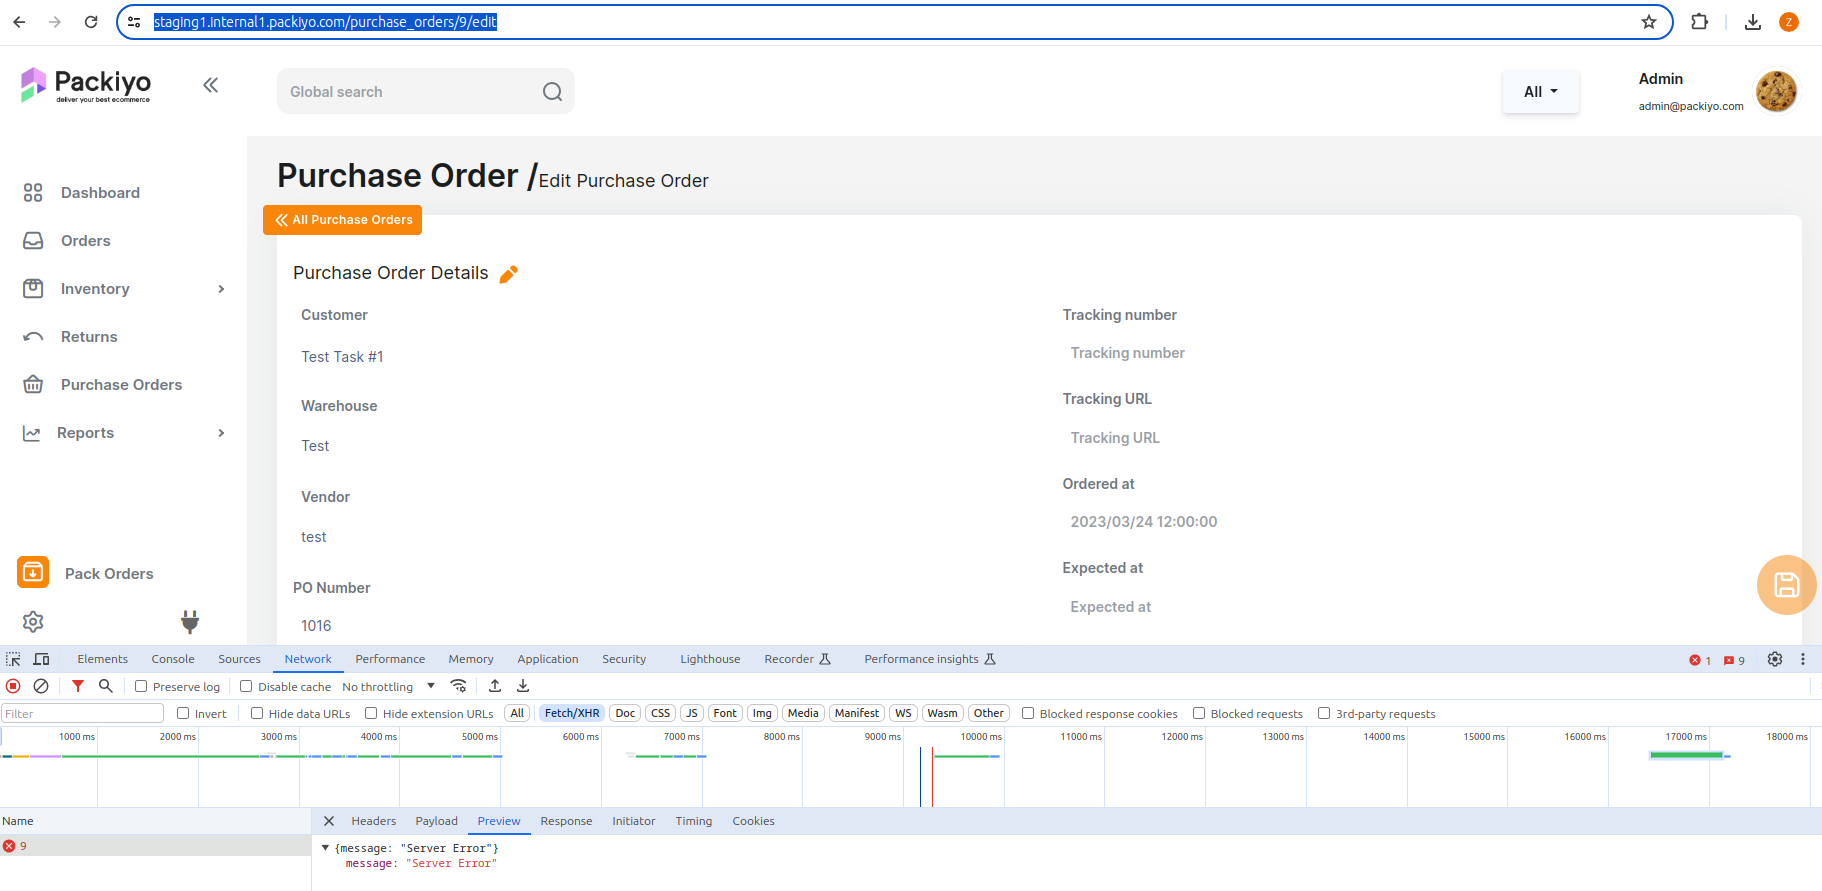 staging1.internal1.packiyo.com/purchase_orders/9/edit
Z
Packiyo
deliver your best ecommerce
Global search
All
Admin
admin@packiyo.com
Dashboard
Orders
Inventory
Returns
Purchase Orders
Reports
Pack Orders
Purchase Order / Edit Purchase Order
All Purchase Orders
Purchase Order Details
Customer
Test Task #1
Warehouse
Test
Vendor
test
PO Number
1016
Tracking number
Tracking number
Tracking URL
Tracking URL
Ordered at
2023/03/24 12:00:00
Expected at
Expected at
Elements Console Sources Network Performance Memory Application Security Lighthouse Recorder Performance insights 1 9
Preserve log Disable cache No throttling
Filter Invert Hide data URLs Hide extension URLs All Fetch/XHR Doc CSS JS Font Img Media Manifest WS Wasm Other Blocked response cookies Blocked requests 3rd-party requests
1000 ms 2000 ms 3000 ms 4000 ms 5000 ms 6000 ms 7000 ms 8000 ms 9000 ms 10000 ms 11000 ms 12000 ms 13000 ms 14000 ms 15000 ms 16000 ms 17000 ms 18000 ms
Name
9
Headers Payload Preview Response Initiator Timing Cookies
{message: "Server Error"}
message: "Server Error"